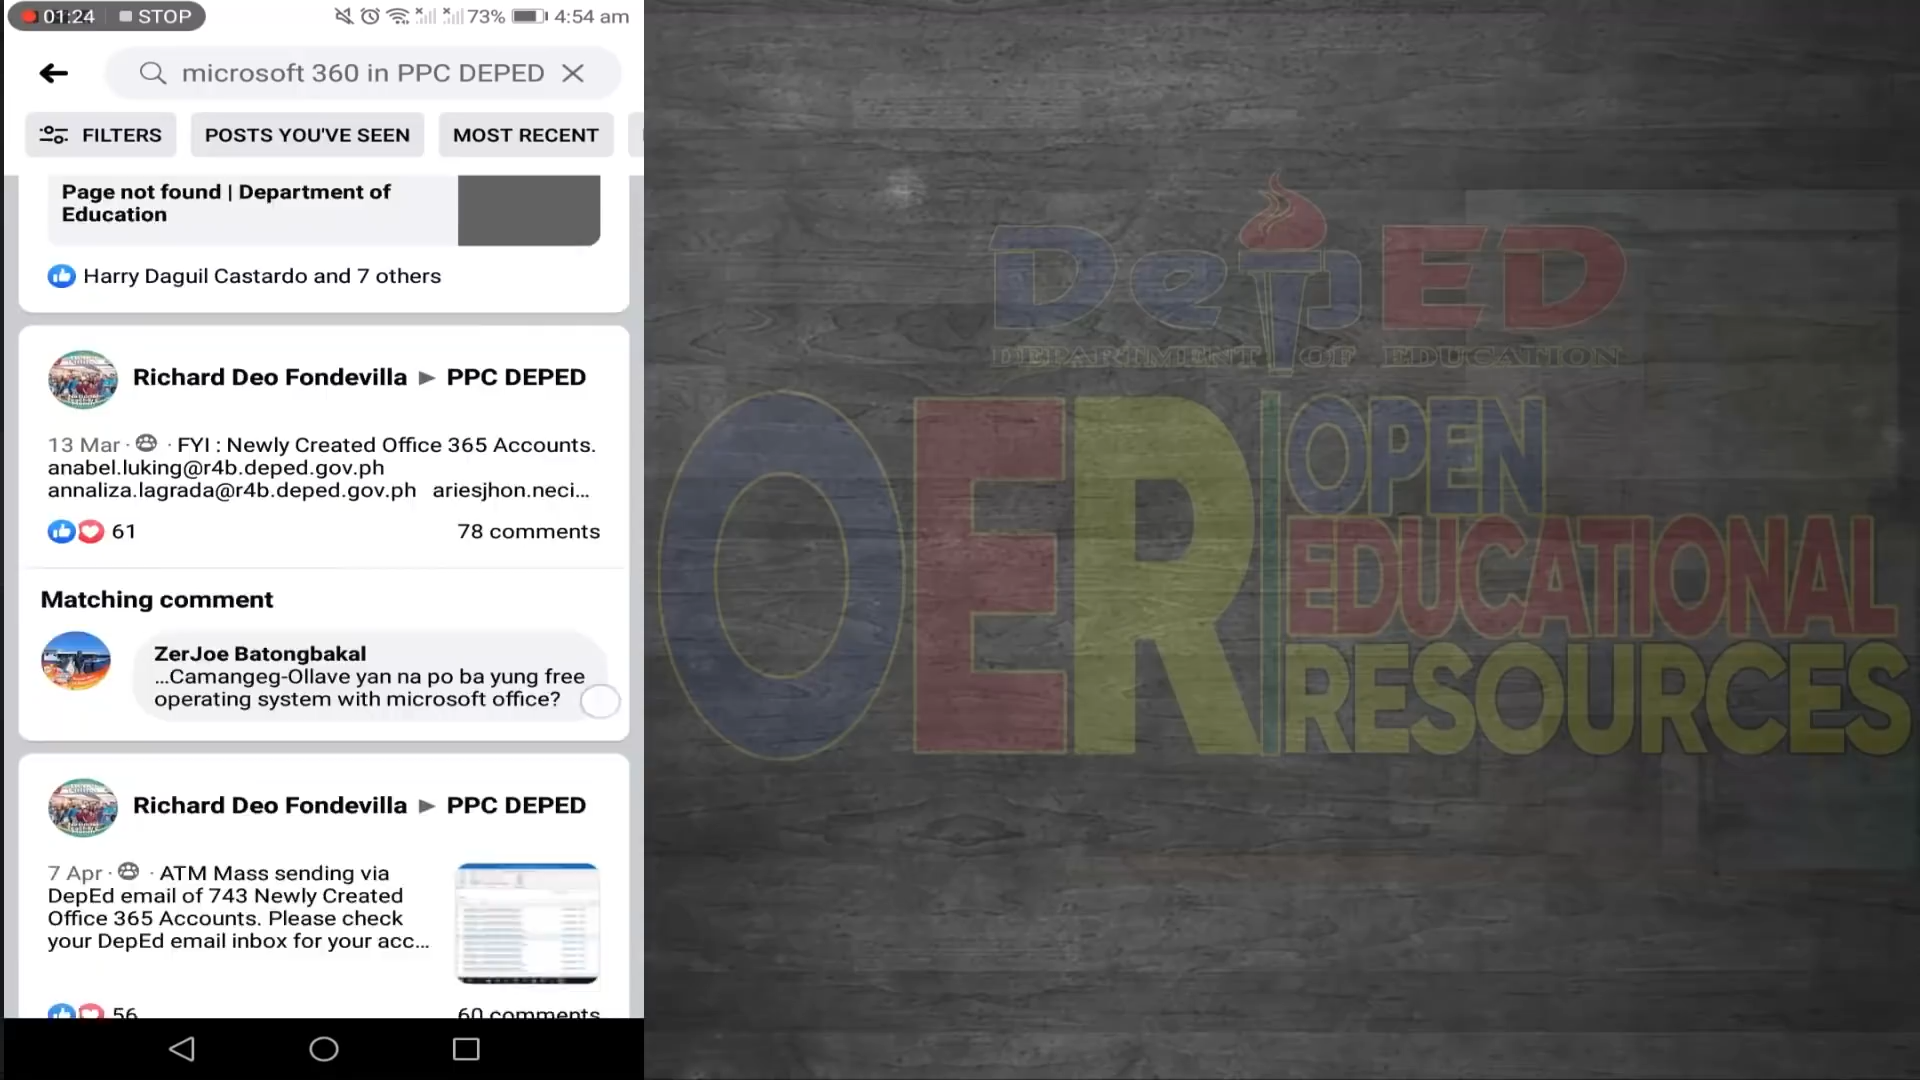 01:24 STOP 73% 4:54 am
microsoft 360 in PPC DEPED
FILTERS
POSTS YOU'VE SEEN
MOST RECENT
Page not found | Department of
Education
Harry Daguil Castardo and 7 others
Richard Deo Fondevilla ► PPC DEPED
13 Mar · · FYI : Newly Created Office 365 Accounts.
anabel.luking@r4b.deped.gov.ph
annaliza.lagrada@r4b.deped.gov.ph ariesjhon.neci...
61
78 comments
Matching comment
ZerJoe Batongbakal
...Camangeg-Ollave yan na po ba yung free
operating system with microsoft office?
Richard Deo Fondevilla ► PPC DEPED
7 Apr · · ATM Mass sending via
DepEd email of 743 Newly Created
Office 365 Accounts. Please check
your DepEd email inbox for your acc...
56
60 comments
DepED
DEPARTMENT OF EDUCATION
OER
OPEN
EDUCATIONAL
RESOURCES